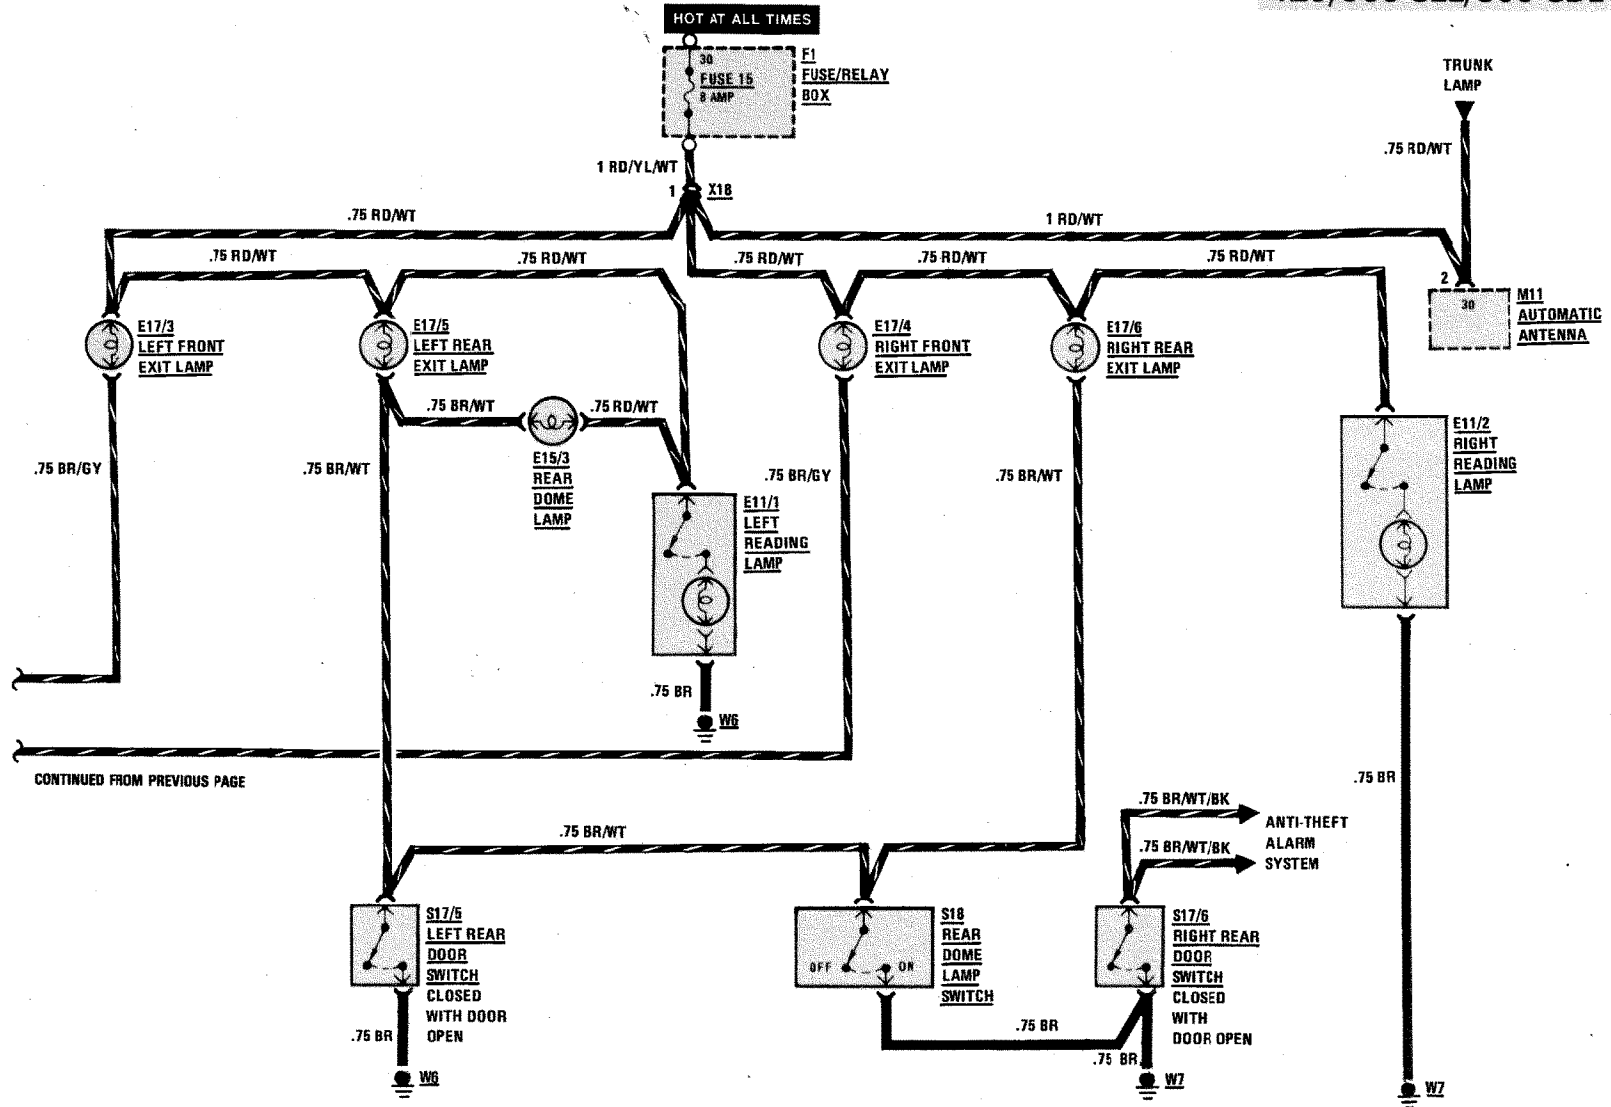 HOT AT ALL TIMES
30
FUSE 15
8 AMP
F1
FUSE/RELAY
BOX
TRUNK
LAMP
.75 RD/WT
1 RD/YL/WT
1
X18
.75 RD/WT
1 RD/WT
.75 RD/WT
.75 RD/WT
.75 RD/WT
.75 RD/WT
.75 RD/WT
2
30
M11
AUTOMATIC
ANTENNA
E17/3
LEFT FRONT
EXIT LAMP
E17/5
LEFT REAR
EXIT LAMP
E17/4
RIGHT FRONT
EXIT LAMP
E17/6
RIGHT REAR
EXIT LAMP
.75 BR/WT
.75 RD/WT
E15/3
REAR
DOME
LAMP
E11/2
RIGHT
READING
LAMP
.75 BR/GY
.75 BR/WT
.75 BR/GY
.75 BR/WT
E11/1
LEFT
READING
LAMP
.75 BR
W6
CONTINUED FROM PREVIOUS PAGE
.75 BR
.75 BR/WT
.75 BR/WT/BK
.75 BR/WT/BK
ANTI-THEFT
ALARM
SYSTEM
S17/5
LEFT REAR
DOOR
SWITCH
CLOSED
WITH DOOR
OPEN
OFF
ON
S18
REAR
DOME
LAMP
SWITCH
S17/6
RIGHT REAR
DOOR
SWITCH
CLOSED
WITH
DOOR OPEN
.75 BR
.75 BR
.75 BR
W6
W7
W7